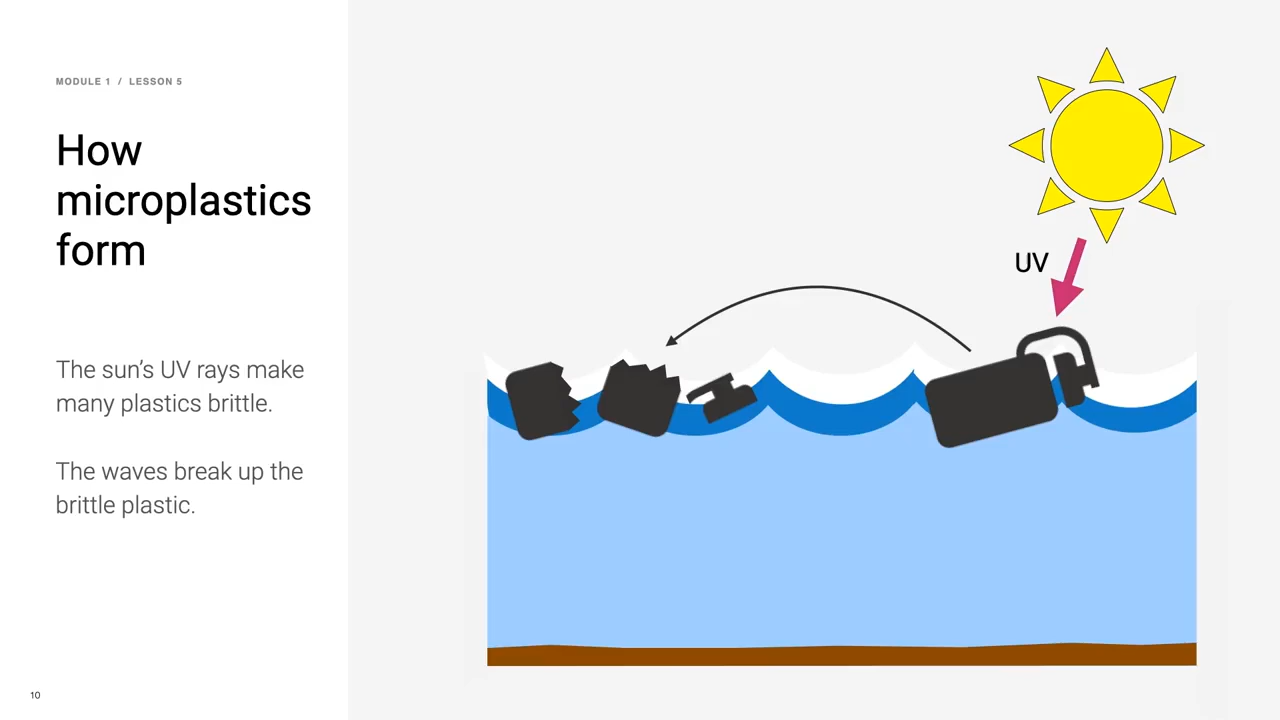 MODULE 1 / LESSON 5
How
microplastics
form
The sun’s UV rays make
many plastics brittle.
The waves break up the
brittle plastic.
UV
10